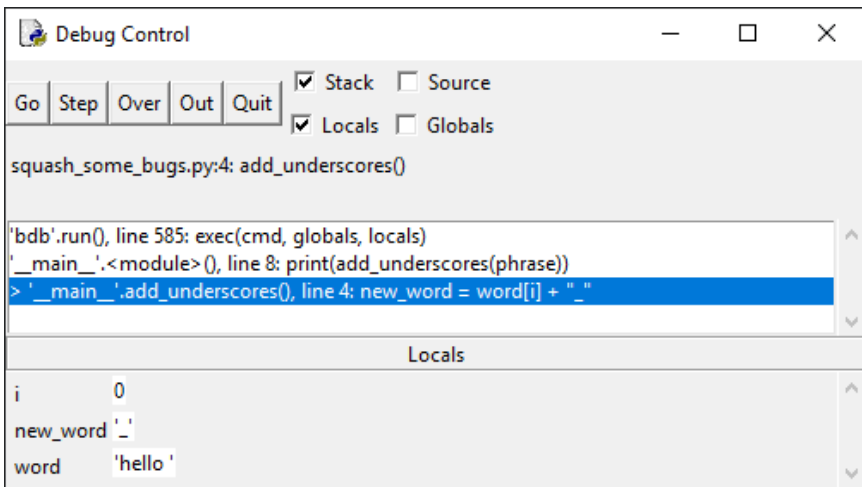 Debug Control
Go Step Over Out Quit
Stack Source
Locals Globals
squash_some_bugs.py:4: add_underscores()
'bdb'.run(), line 585: exec(cmd, globals, locals)
'__main__'.<module>(), line 8: print(add_underscores(phrase))
> '__main__'.add_underscores(), line 4: new_word = word[i] + "_"
Locals
i 0
new_word '_'
word 'hello '